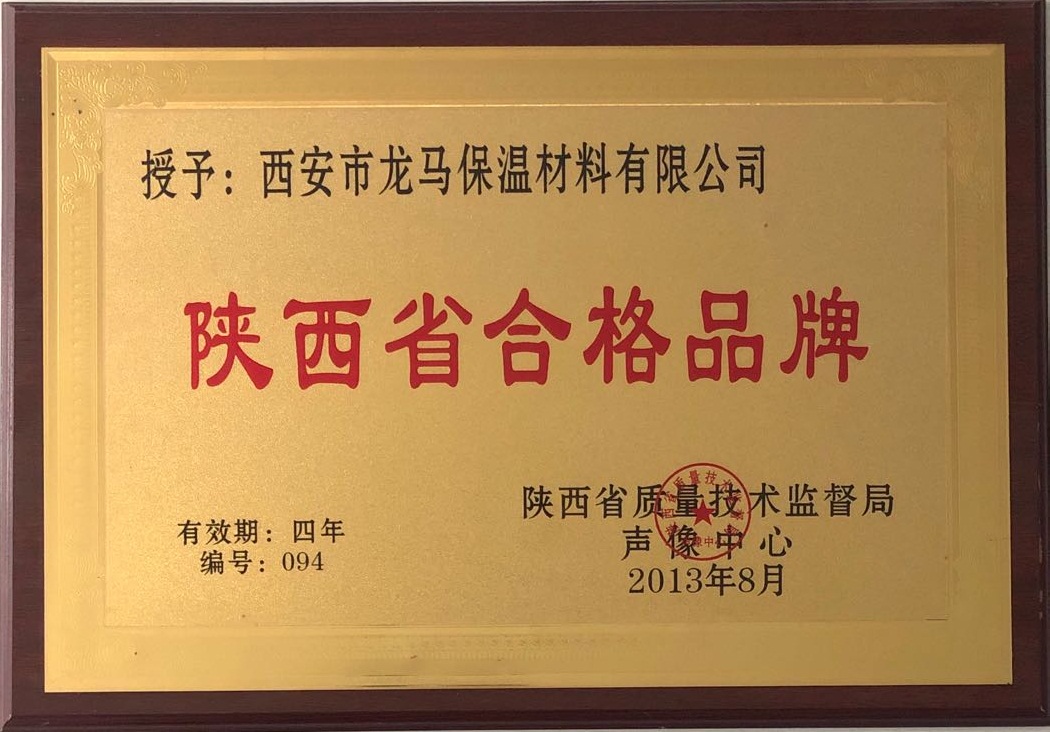 授予：西安市龙马保温材料有限公司
陕西省合格品牌
有效期：四年
编号：094
陕西省质量技术监督局
声像中心
2013年8月